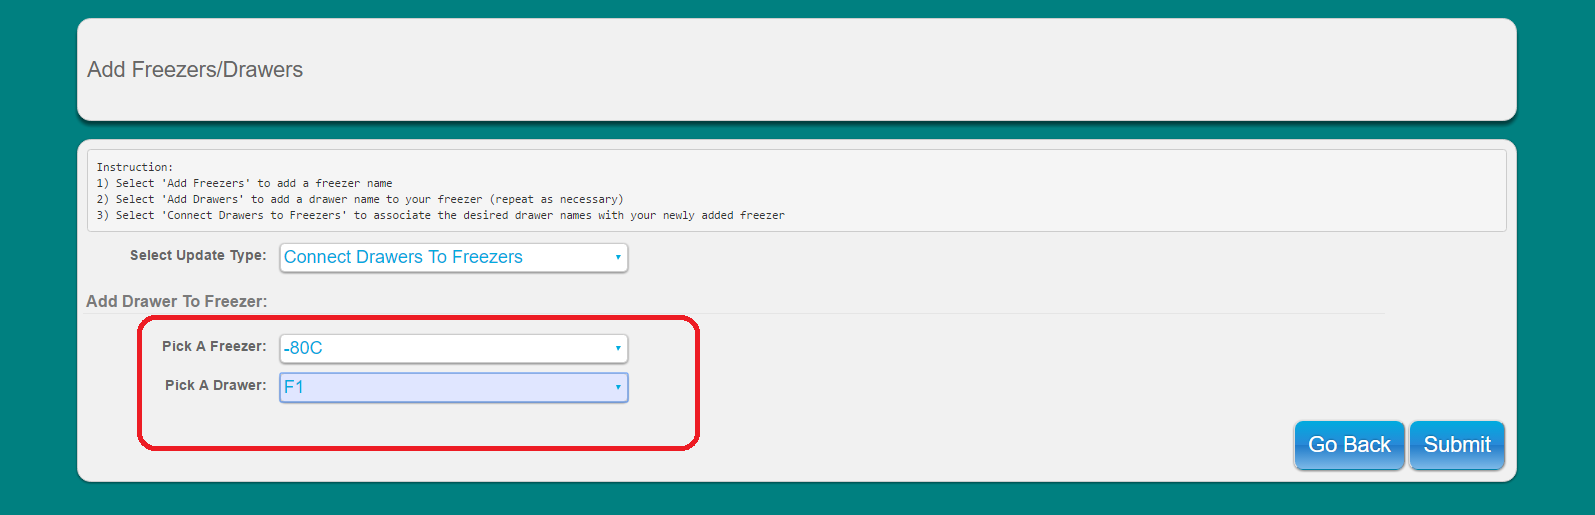 Add Freezers/Drawers
Instruction:
1) Select 'Add Freezers' to add a freezer name
2) Select 'Add Drawers' to add a drawer name to your freezer (repeat as necessary)
3) Select 'Connect Drawers to Freezers' to associate the desired drawer names with your newly added freezer
Select Update Type: Connect Drawers To Freezers
Add Drawer To Freezer:
Pick A Freezer: -80C
Pick A Drawer: F1
Go Back Submit